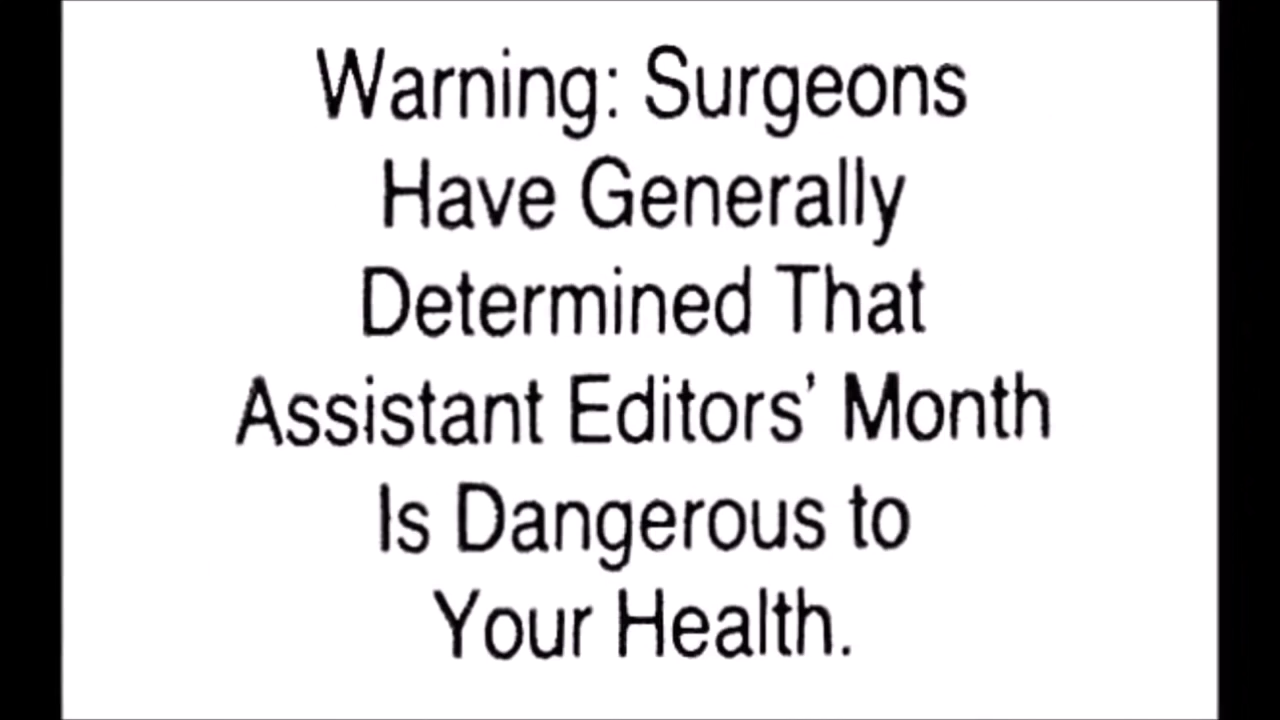 Warning: Surgeons
Have Generally
Determined That
Assistant Editors' Month
Is Dangerous to
Your Health.